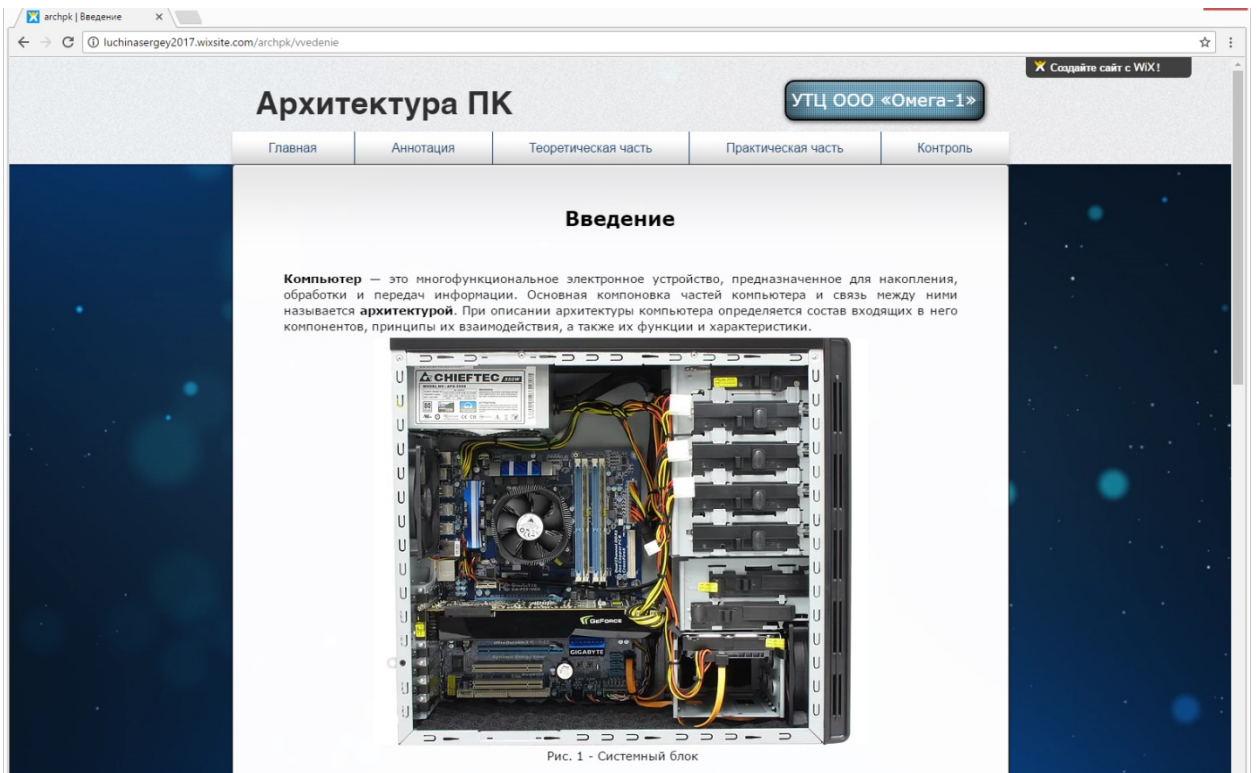 archpk | Введение
luchinasergey2017.wixsite.com/archpk/vvedenie
Создайте сайт с WiX!
Архитектура ПК
УТЦ ООО «Омега-1»
Главная Аннотация Теоретическая часть Практическая часть Контроль
Введение
Компьютер — это многофункциональное электронное устройство, предназначенное для накопления,
обработки и передач информации. Основная компоновка частей компьютера и связь между ними
называется архитектурой. При описании архитектуры компьютера определяется состав входящих в него
компонентов, принципы их взаимодействия, а также их функции и характеристики.
CHIEFTEC
GEFORCE
GIGABYTE
Рис. 1 - Системный блок